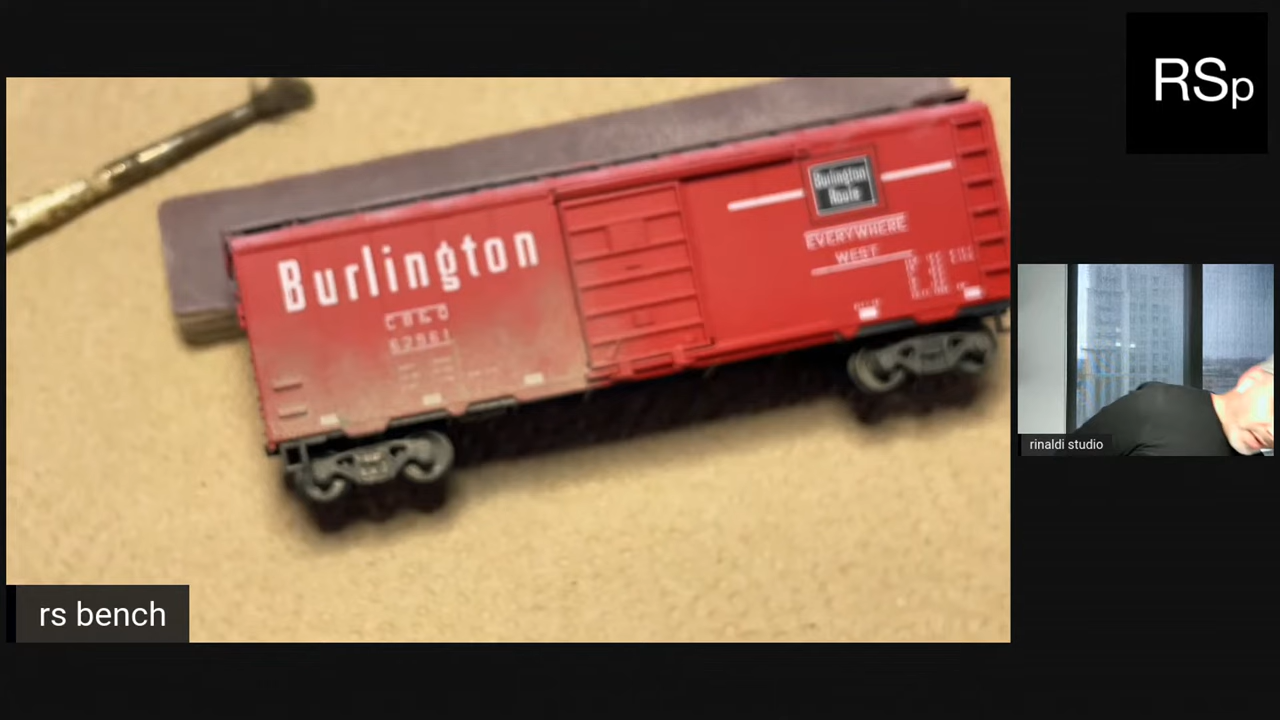 RSp
Burlington
Burlington
Route
EVERYWHERE
WEST
CB&Q
rinaldi studio
rs bench